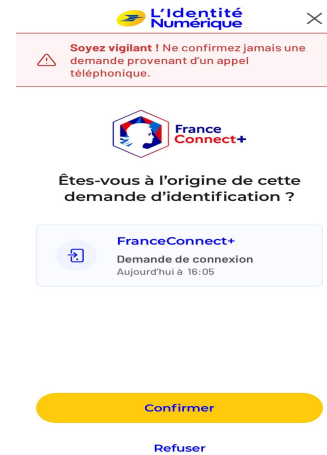 L'Identité
Numérique
Soyez vigilant ! Ne confirmez jamais une
demande provenant d'un appel
téléphonique.
France
Connect+
Êtes-vous à l'origine de cette
demande d'identification ?
FranceConnect+
Demande de connexion
Aujourd'hui à 16:05
Confirmer
Refuser